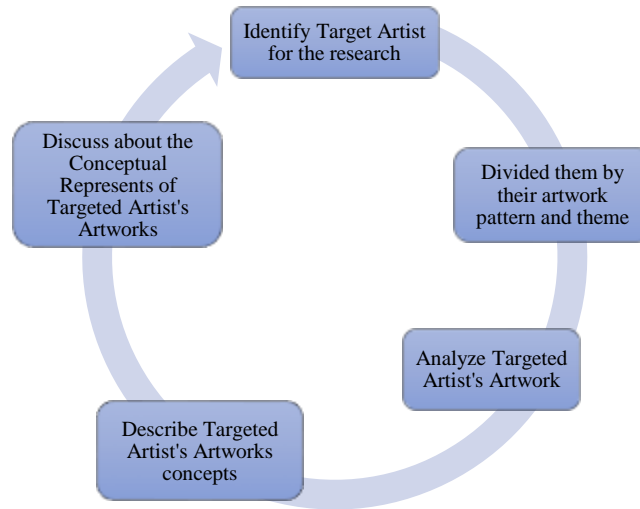 Identify Target Artist
for the research
Divided them by
their artwork
pattern and theme
Analyze Targeted
Artist's Artwork
Describe Targeted
Artist's Artworks
concepts
Discuss about the
Conceptual
Represents of
Targeted Artist's
Artworks